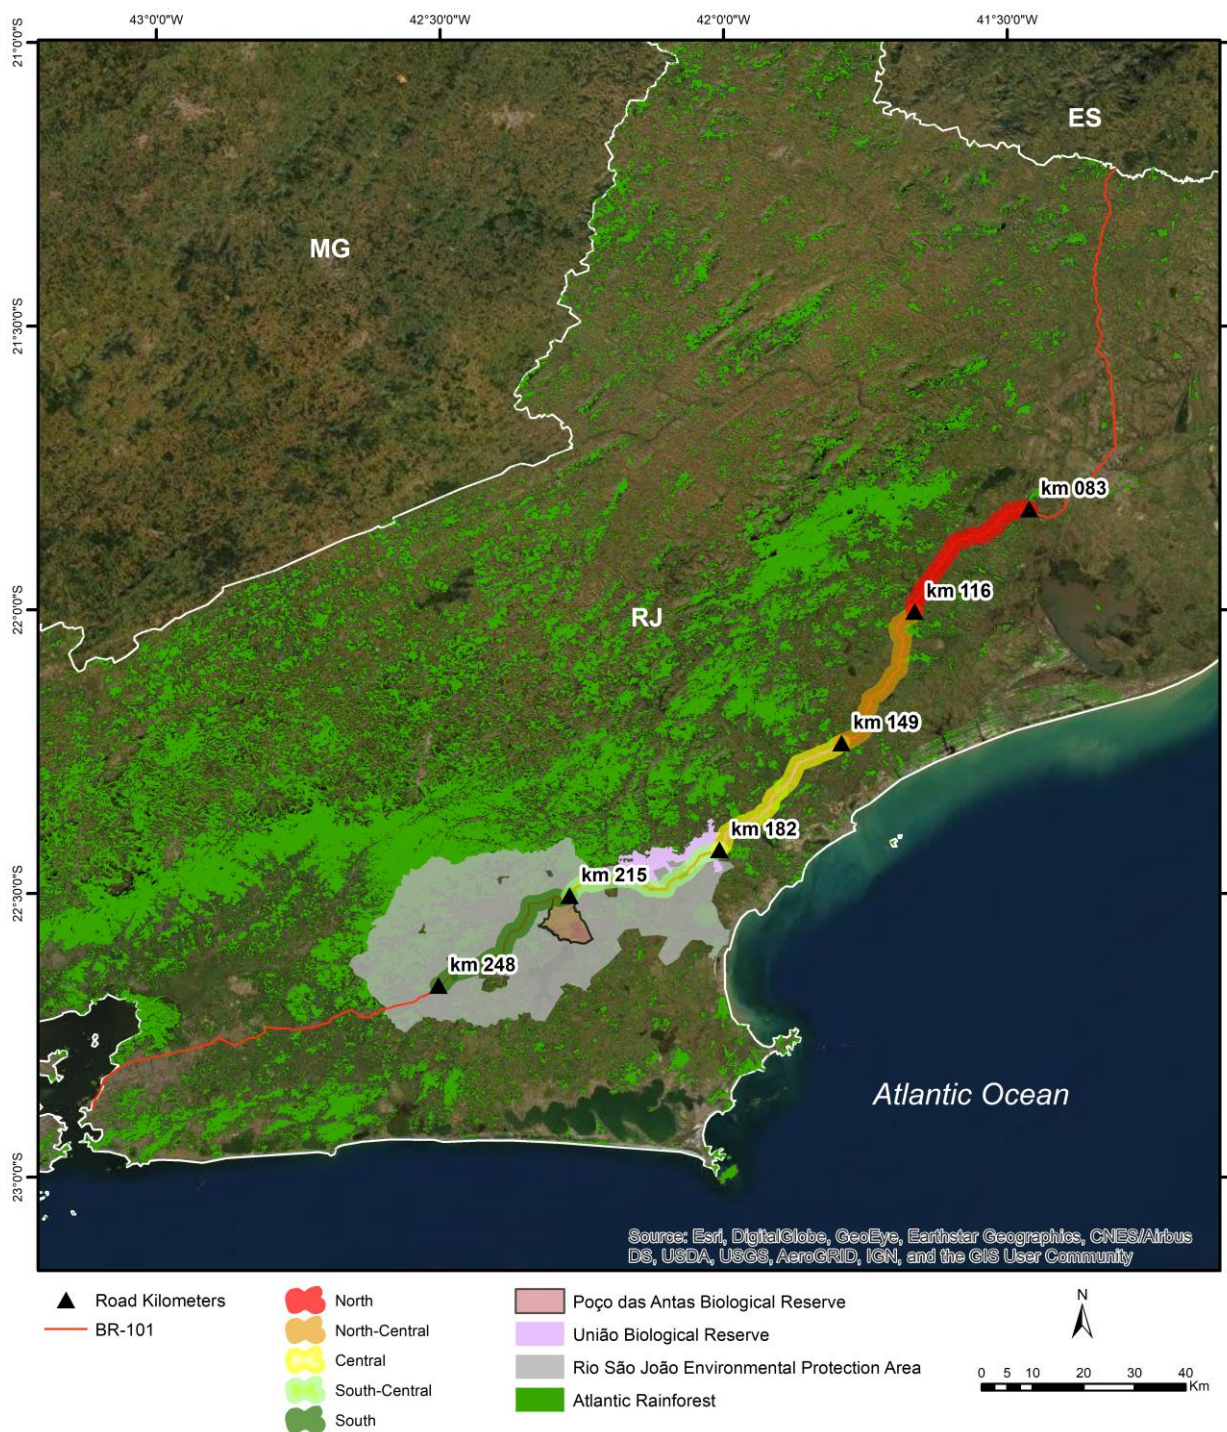 43°0'0"W 42°30'0"W 42°0'0"W 41°30'0"W
21°0'0"S
ES
MG
21°30'0"S
km 083
km 116
22°0'0"S
RJ
km 149
km 182
km 215
22°30'0"S
km 248
Atlantic Ocean
23°0'0"S
Source: Esri, DigitalGlobe, GeoEye, Earthstar Geographics, CNES/Airbus
DS, USDA, USGS, AeroGRID, IGN, and the GIS User Community
Road Kilometers
BR-101
North
North-Central
Central
South-Central
South
Poço das Antas Biological Reserve
União Biological Reserve
Rio São João Environmental Protection Area
Atlantic Rainforest
N
0 5 10 20 30 40
Km